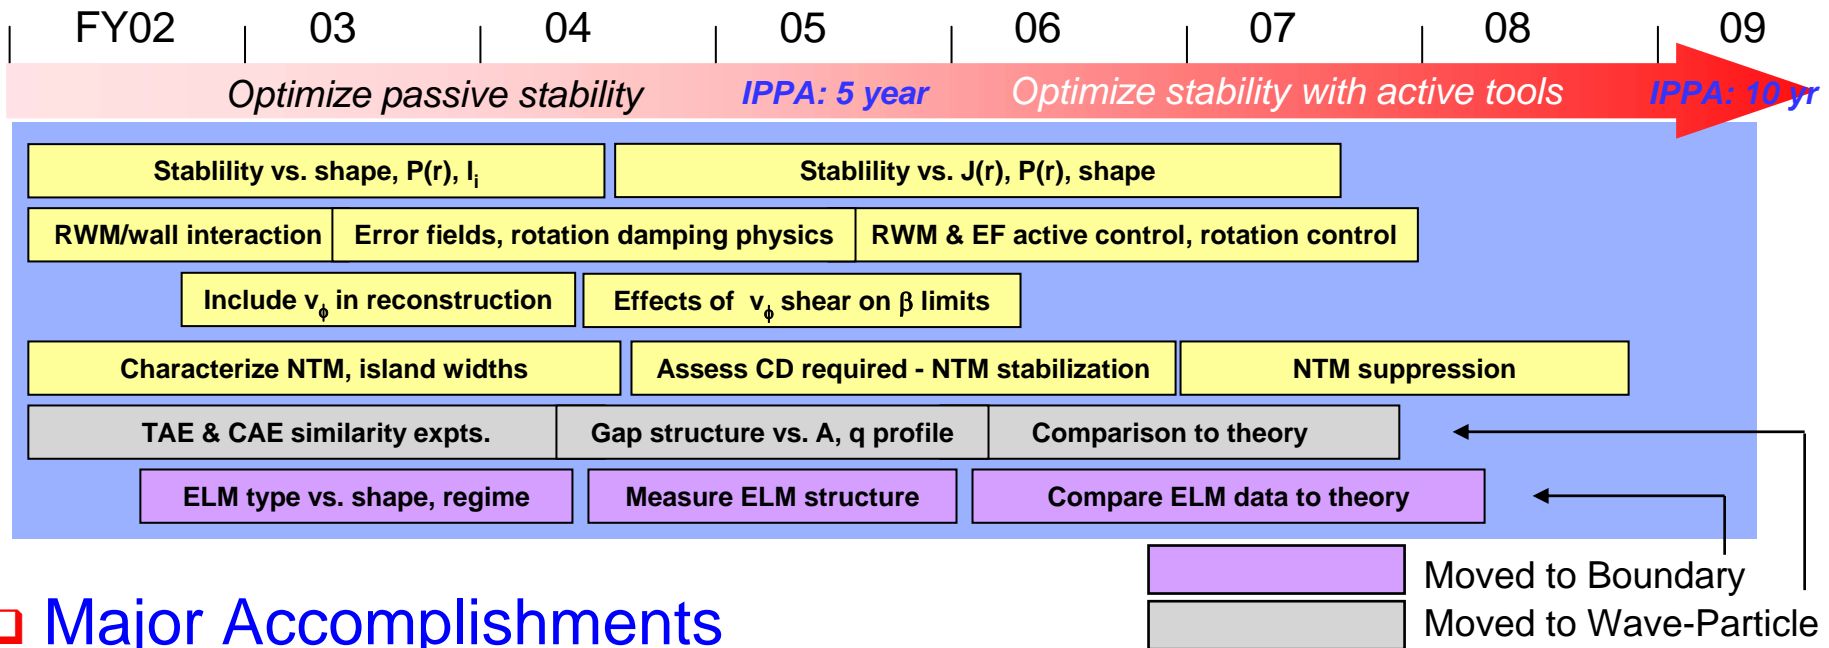 FY02 03 04 05 06 07 08 09
Optimize passive stability IPPA: 5 year Optimize stability with active tools IPPA: 10 yr
Stablility vs. shape, P(r), lᵢ Stablility vs. J(r), P(r), shape
RWM/wall interaction Error fields, rotation damping physics RWM & EF active control, rotation control
Include v_ϕ in reconstruction Effects of v_ϕ shear on β limits
Characterize NTM, island widths Assess CD required - NTM stabilization NTM suppression
TAE & CAE similarity expts. Gap structure vs. A, q profile Comparison to theory
ELM type vs. shape, regime Measure ELM structure Compare ELM data to theory
Moved to Boundary
Moved to Wave-Particle
Major Accomplishments